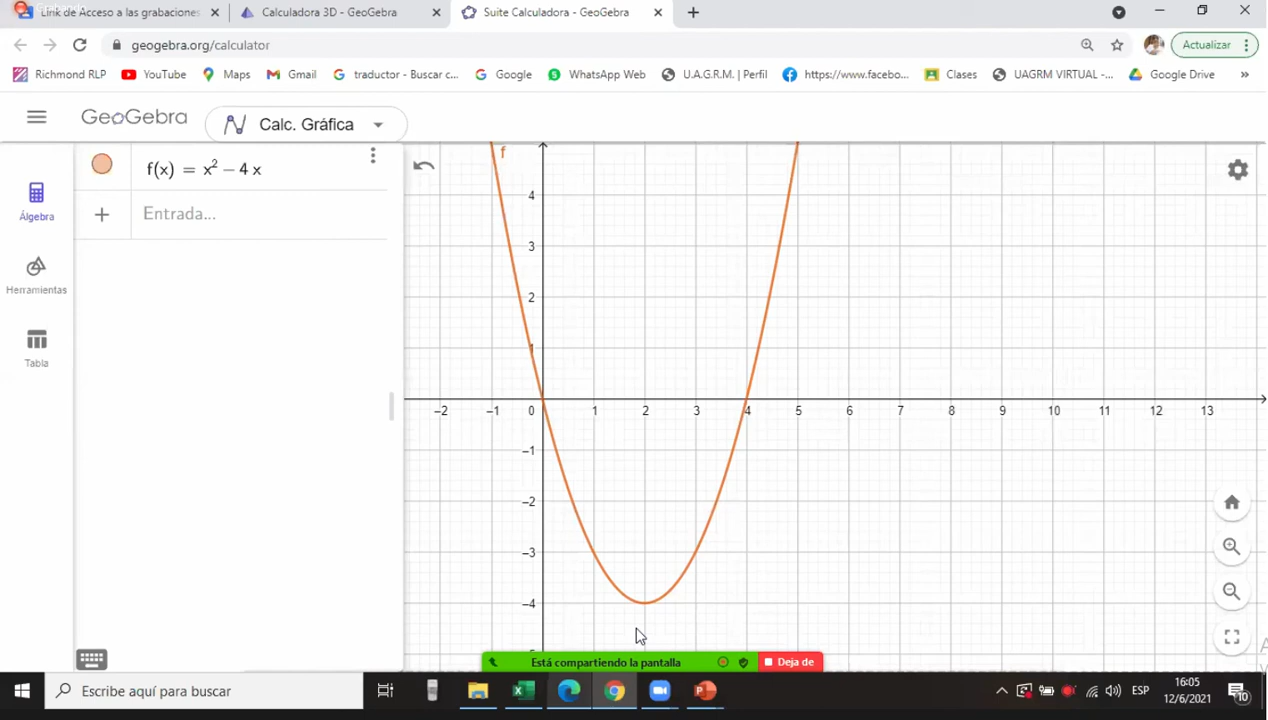 Link de Acceso a las grabaciones
Calculadora 3D - GeoGebra
Suite Calculadora - GeoGebra
geogebra.org/calculator
Actualizar
Richmond RLP
YouTube
Maps
Gmail
traductor - Buscar c...
Google
WhatsApp Web
U.A.G.R.M. | Perfil
https://www.facebo...
Clases
UAGRM VIRTUAL -...
Google Drive
»
GeoGebra
Calc. Gráfica
f(x) = x² − 4 x
Entrada...
Álgebra
Herramientas
Tabla
f
4
3
2
1
−2 −1 0 1 2 3 4 5 6 7 8 9 10 11 12 13
−1
−2
−3
−4
Está compartiendo la pantalla
Deja de
Escribe aquí para buscar
ESP
16:05
12/6/2021
10